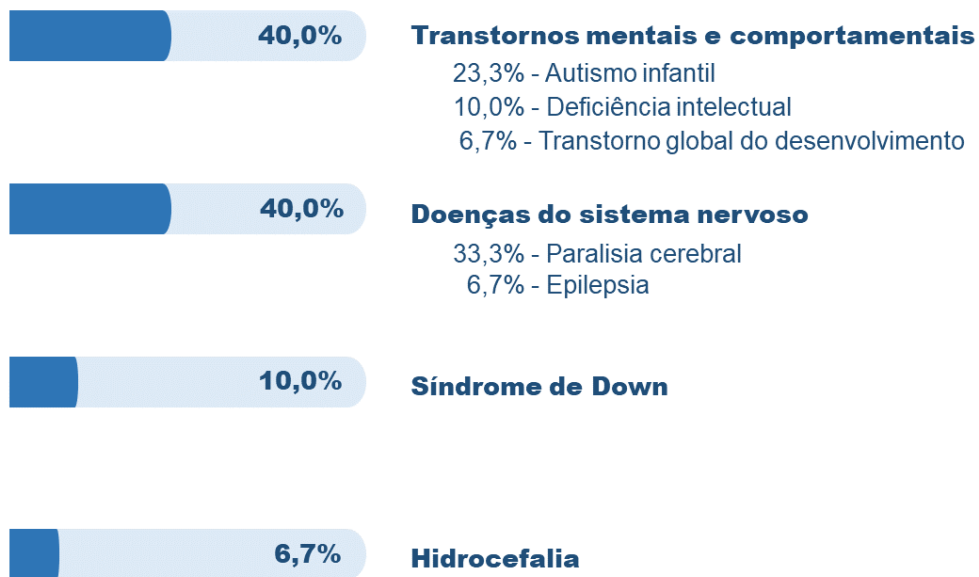 40,0% Transtornos mentais e comportamentais
23,3% - Autismo infantil
10,0% - Deficiência intelectual
6,7% - Transtorno global do desenvolvimento
40,0% Doenças do sistema nervoso
33,3% - Paralisia cerebral
6,7% - Epilepsia
10,0% Síndrome de Down
6,7% Hidrocefalia